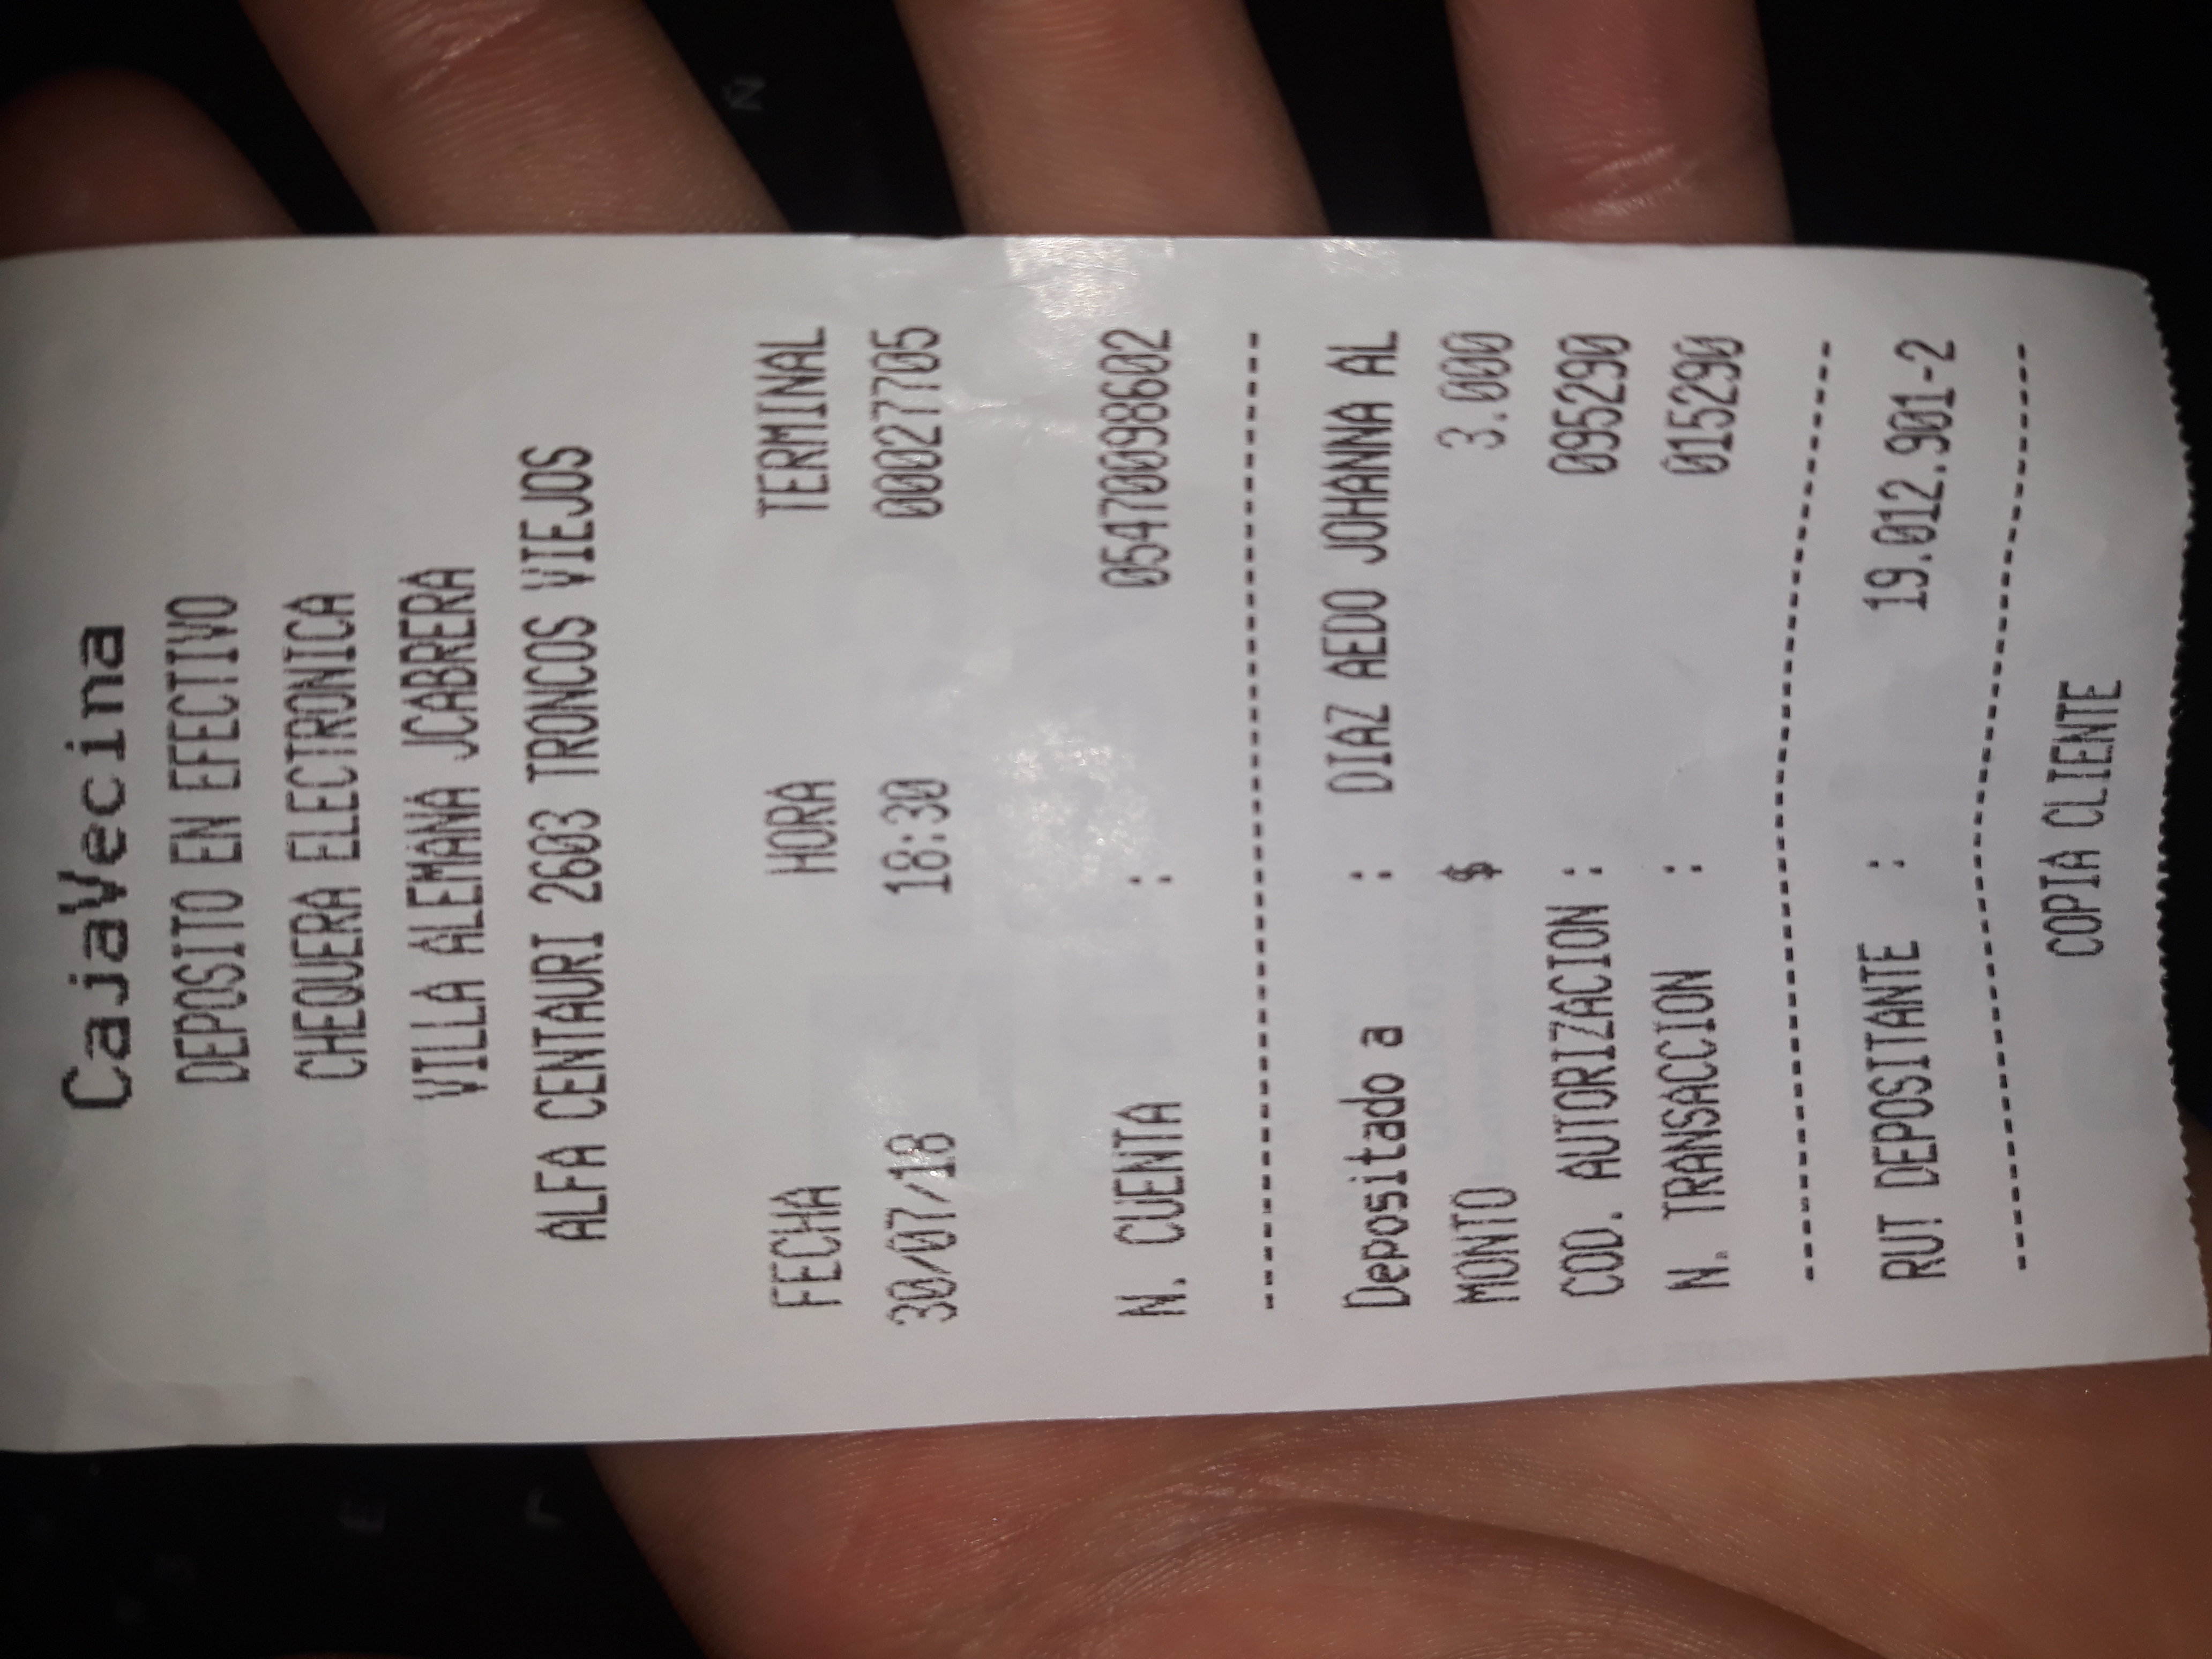 CajaVecina
DEPOSITO EN EFECTIVO
CHEQUERA ELECTRONICA
VILLA ALEMANA JCABRERA
ALFA CENTAURI 2603 TRONCOS VIEJOS
FECHA HORA TERMINAL
30/07/18 18:30 00027705
N. CUENTA : 05470098602
--------------------------------
Depositado a : DIAZ AEDO JOHANNA AL
MONTO $ 3.000
COD. AUTORIZACION : 095290
N. TRANSACCION : 015290
--------------------------------
RUT DEPOSITANTE : 19.012.901-2
--------------------------------
COPIA CLIENTE